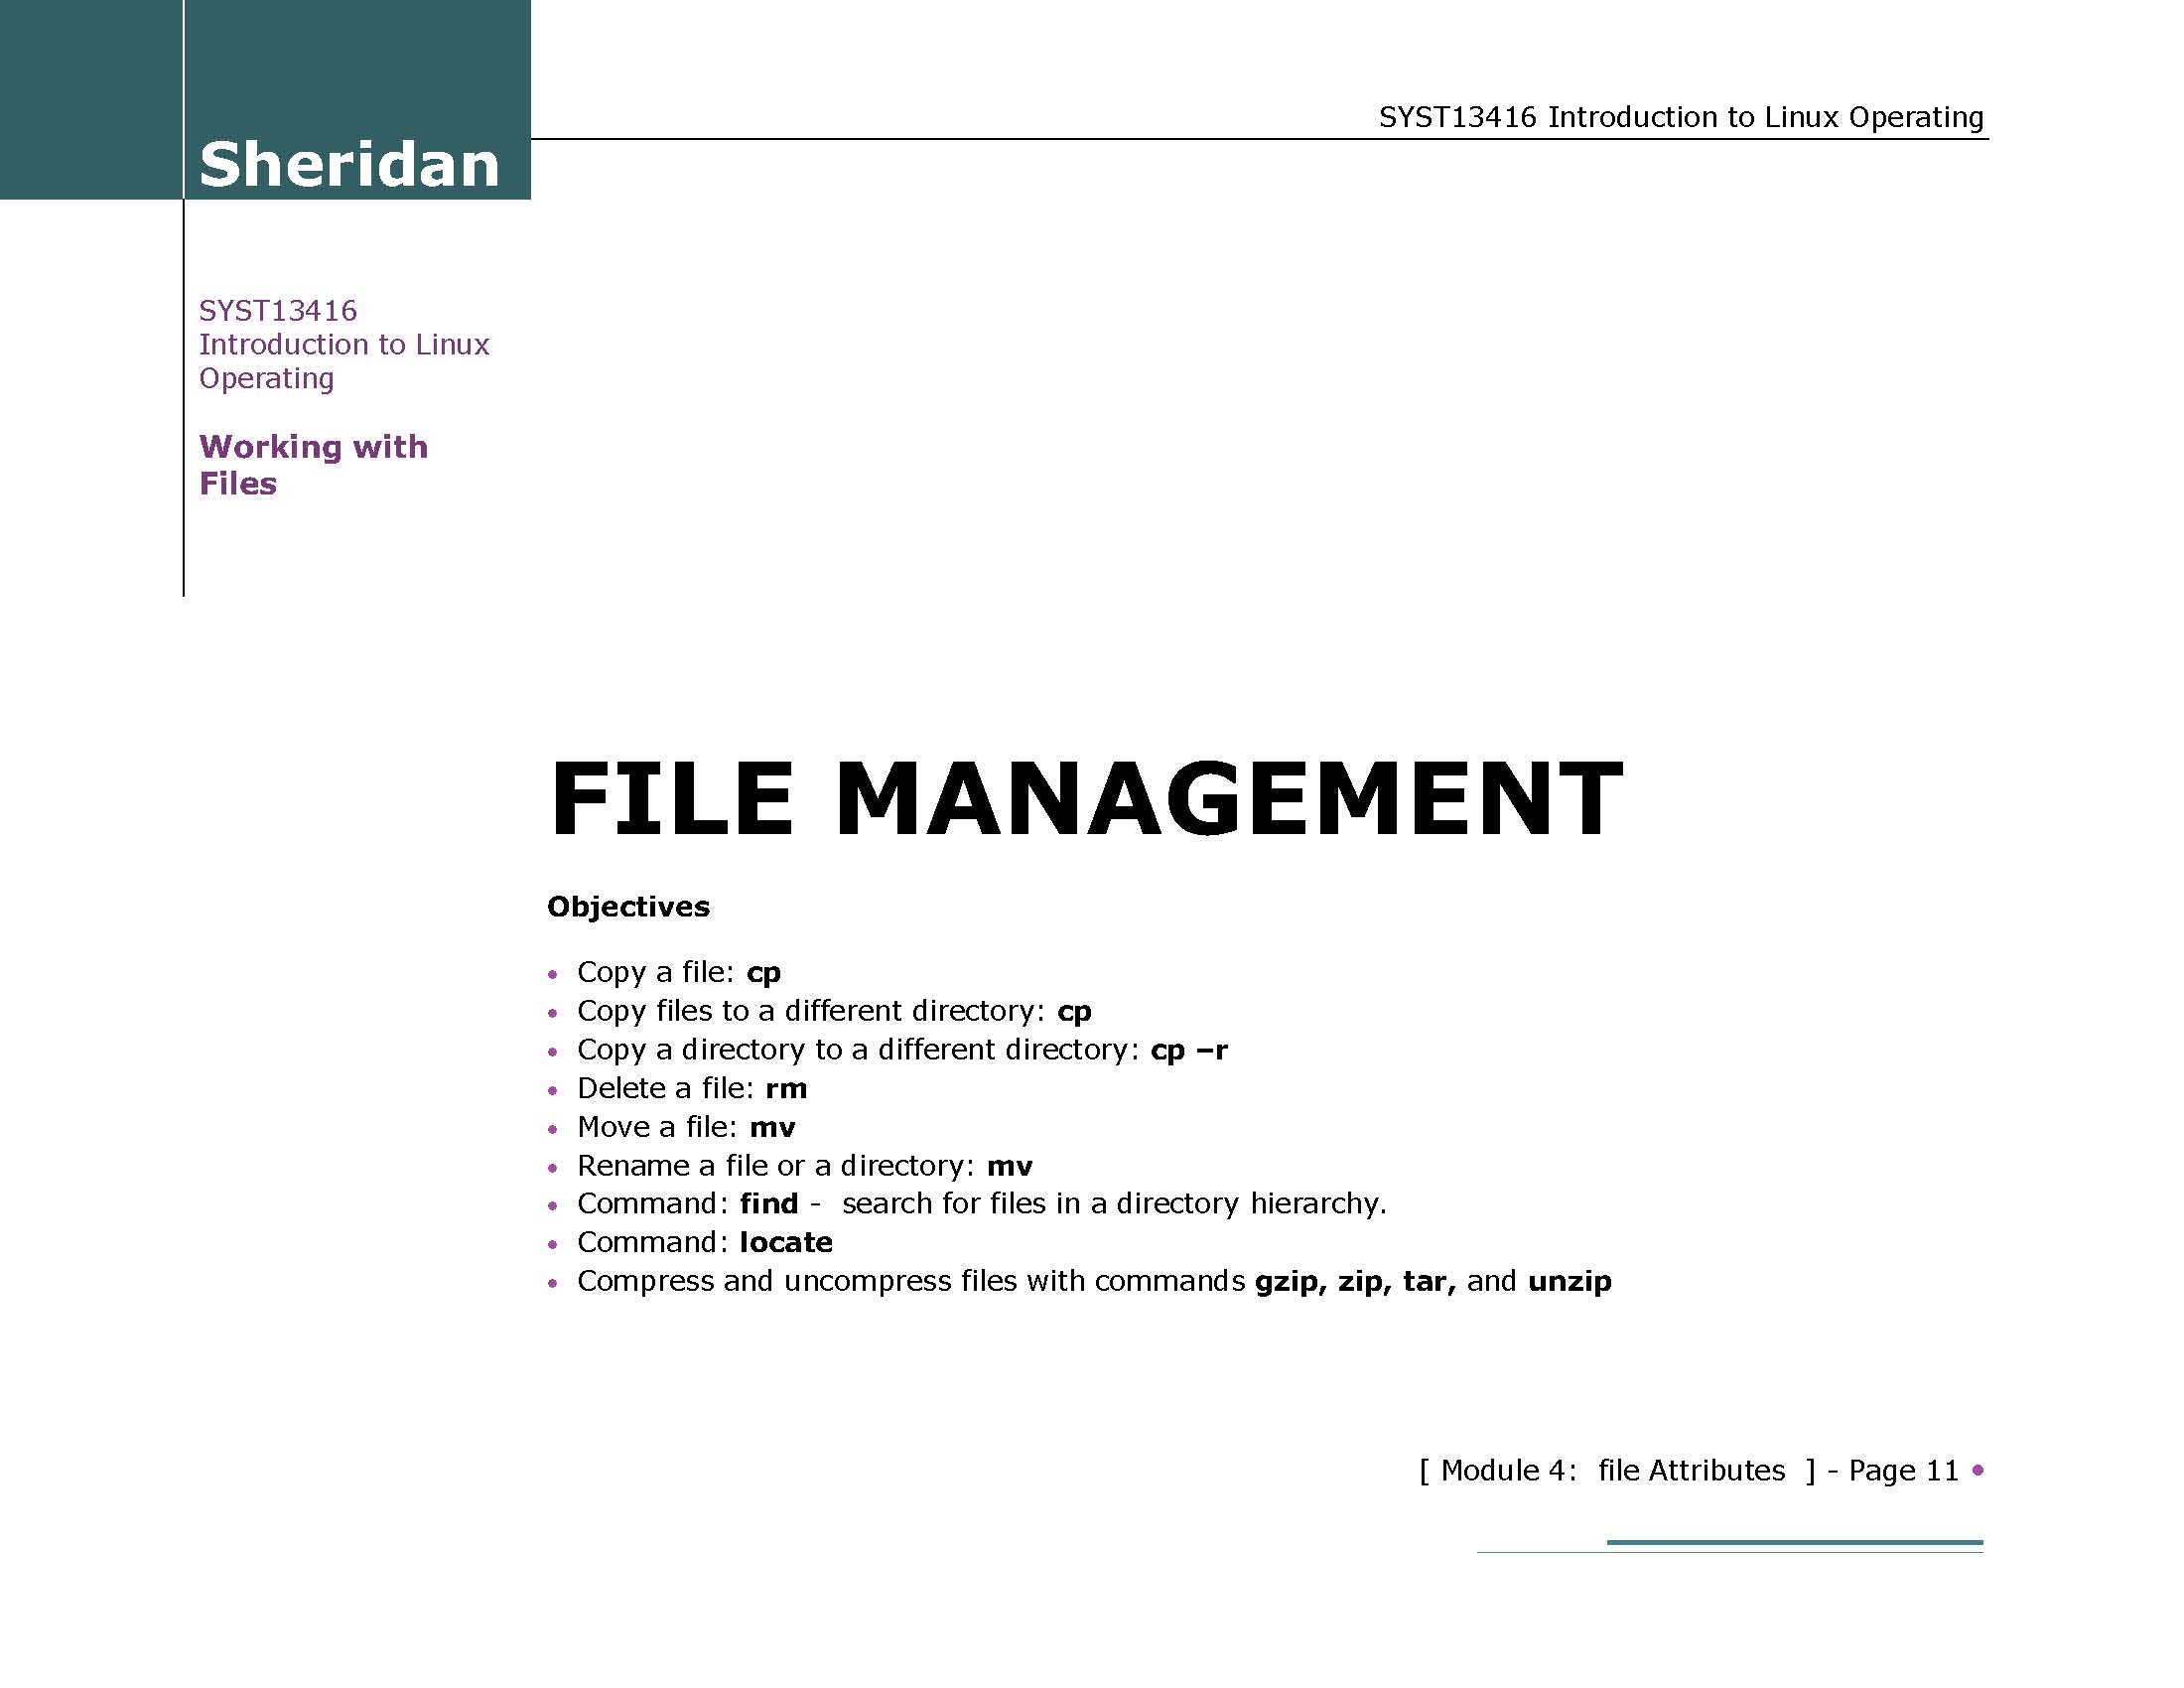 SYST13416 Introduction to Linux Operating
Sheridan
SYST13416
Introduction to Linux
Operating
Working with
Files
FILE MANAGEMENT
Objectives
• Copy a file: cp
• Copy files to a different directory: cp
• Copy a directory to a different directory: cp –r
• Delete a file: rm
• Move a file: mv
• Rename a file or a directory: mv
• Command: find -  search for files in a directory hierarchy.
• Command: locate
• Compress and uncompress files with commands gzip, zip, tar, and unzip
[ Module 4:  file Attributes  ] - Page 11 •